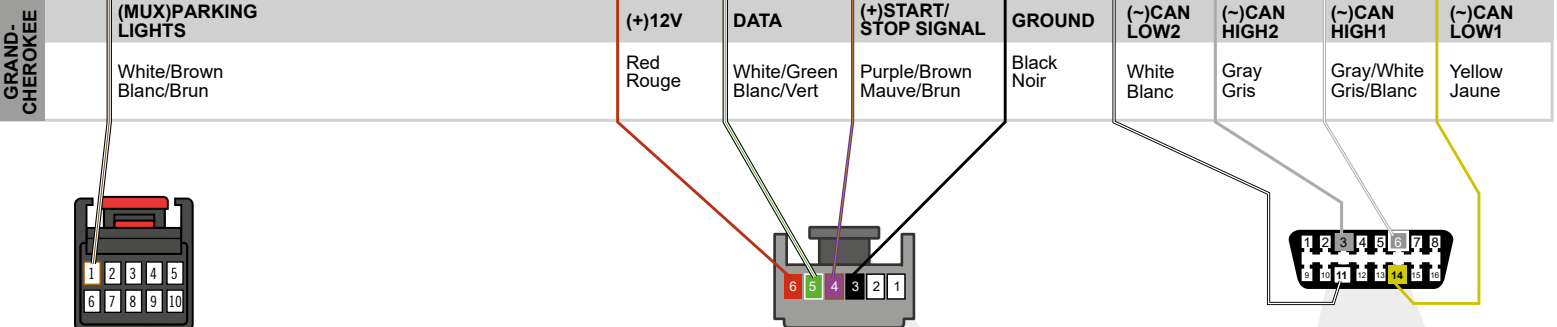 GRAND-
CHEROKEE
(MUX)PARKING
LIGHTS
White/Brown
Blanc/Brun
(+)12V
Red
Rouge
DATA
White/Green
Blanc/Vert
(+)START/
STOP SIGNAL
Purple/Brown
Mauve/Brun
GROUND
Black
Noir
(~)CAN
LOW2
White
Blanc
(~)CAN
HIGH2
Gray
Gris
(~)CAN
HIGH1
Gray/White
Gris/Blanc
(~)CAN
LOW1
Yellow
Jaune
1 2 3 4 5
6 7 8 9 10
6 5 4 3 2 1
1 2 3 4 5 6 7 8
9 10 11 12 13 14 15 16